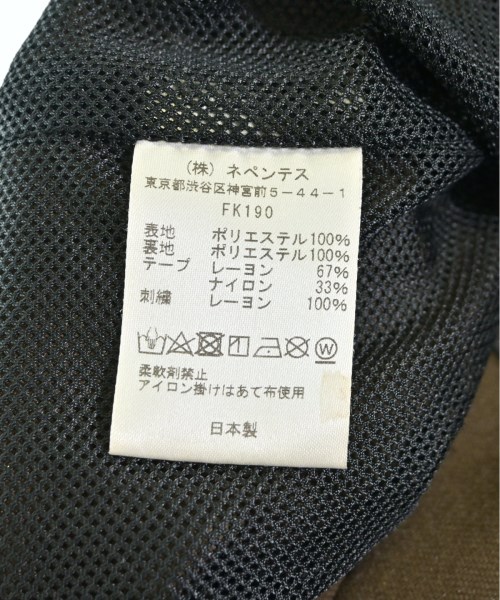 (株) ネペンテス
東京都渋谷区神宮前5-44-1
FK190
表地 ポリエステル100%
裏地 ポリエステル100%
テープ レーヨン 67%
ナイロン 33%
刺繍 レーヨン 100%
W
柔軟剤禁止
アイロン掛けはあて布使用
日本製